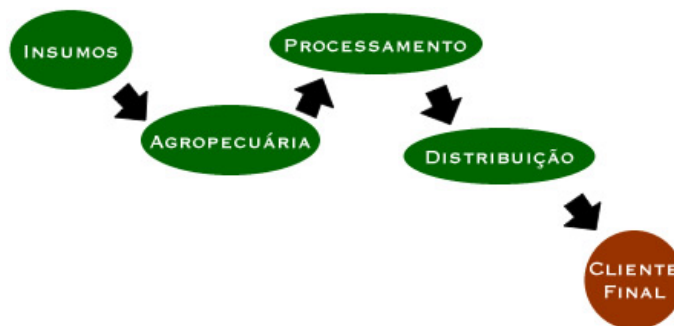 INSUMOS
PROCESSAMENTO
AGROPECUÁRIA
DISTRIBUIÇÃO
CLIENTE
FINAL